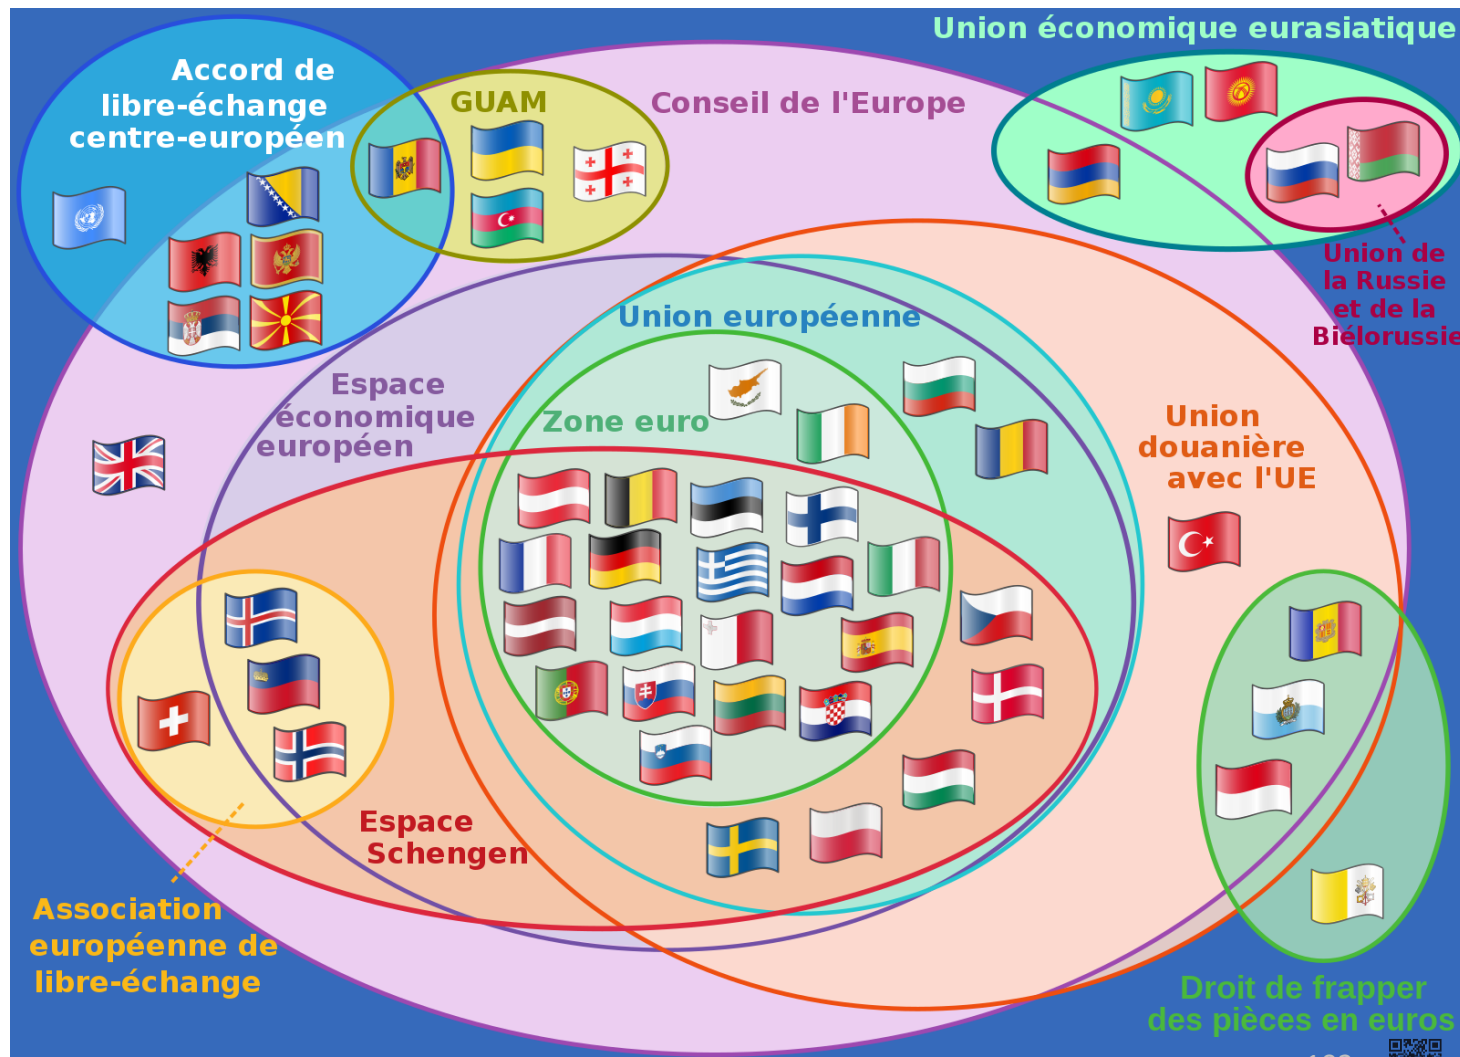 Union économique eurasiatique
Accord de
libre-échange
centre-européen
GUAM
Conseil de l'Europe
Union de
la Russie
et de la
Biélorussie
Union européenne
Espace
économique
européen
Zone euro
Union
douanière
avec l'UE
Espace
Schengen
Association
européenne de
libre-échange
Droit de frapper
des pièces en euros